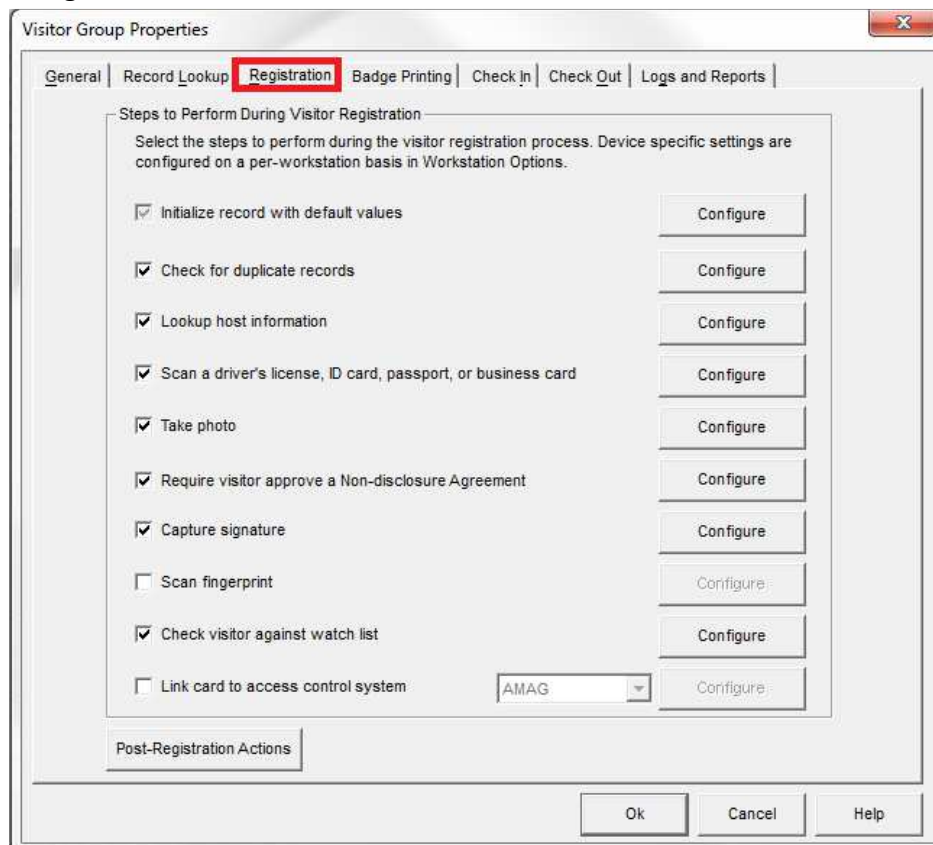 Visitor Group Properties
General Record Lookup Registration Badge Printing Check In Check Out Logs and Reports
Steps to Perform During Visitor Registration
Select the steps to perform during the visitor registration process. Device specific settings are
configured on a per-workstation basis in Workstation Options.
Initialize record with default values Configure
Check for duplicate records Configure
Lookup host information Configure
Scan a driver's license, ID card, passport, or business card Configure
Take photo Configure
Require visitor approve a Non-disclosure Agreement Configure
Capture signature Configure
Scan fingerprint Configure
Check visitor against watch list Configure
Link card to access control system AMAG Configure
Post-Registration Actions
Ok Cancel Help